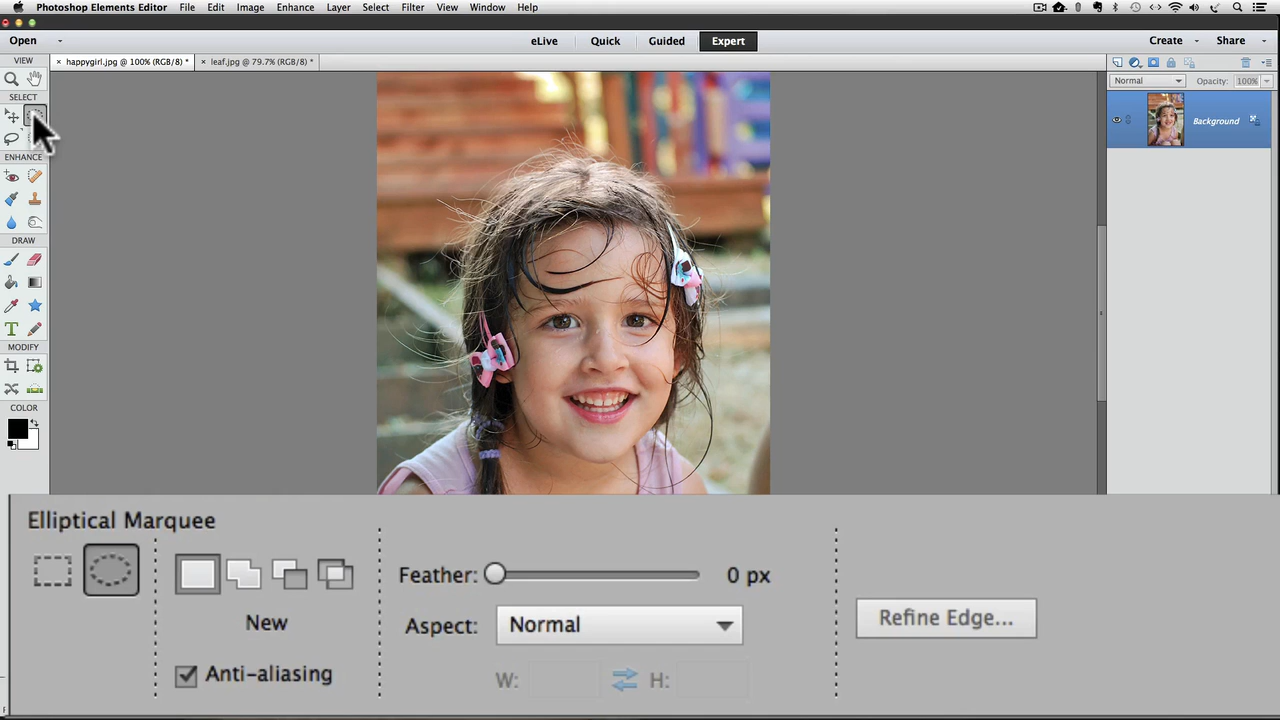 Photoshop Elements Editor File Edit Image Enhance Layer Select Filter View Window Help
Open eLive Quick Guided Expert Create Share
VIEW × happygirl.jpg @ 100% (RGB/8) * × leaf.jpg @ 79.7% (RGB/8) *
SELECT
Normal Opacity: 100%
Background
ENHANCE
DRAW
T
MODIFY
COLOR
Elliptical Marquee
Feather: 0 px
New
Aspect: Normal
Refine Edge...
Anti-aliasing
W: H: